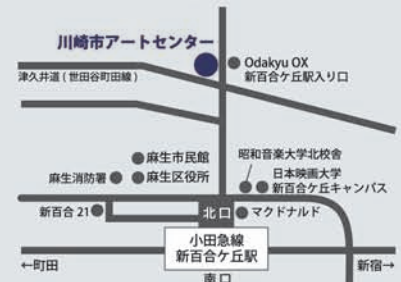 川崎市アートセンター
Odakyu OX
新百合ケ丘駅入り口
津久井道 ( 世田谷町田線 )
昭和音楽大学北校舎
麻生市民館
日本映画大学
新百合ケ丘キャンパス
麻生消防署
麻生区役所
新百合 21
北口
マクドナルド
小田急線
新百合ケ丘駅
←町田
新宿→
南口